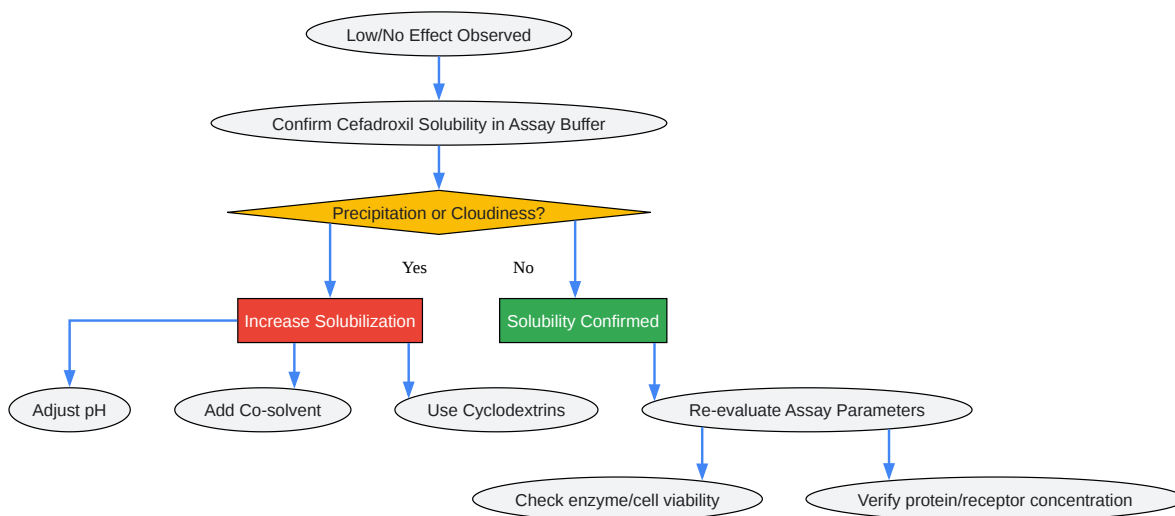 Low/No Effect Observed
Confirm Cefadroxil Solubility in Assay Buffer
Precipitation or Cloudiness?
Yes
No
Increase Solubilization
Solubility Confirmed
Adjust pH
Add Co-solvent
Use Cyclodextrins
Re-evaluate Assay Parameters
Check enzyme/cell viability
Verify protein/receptor concentration